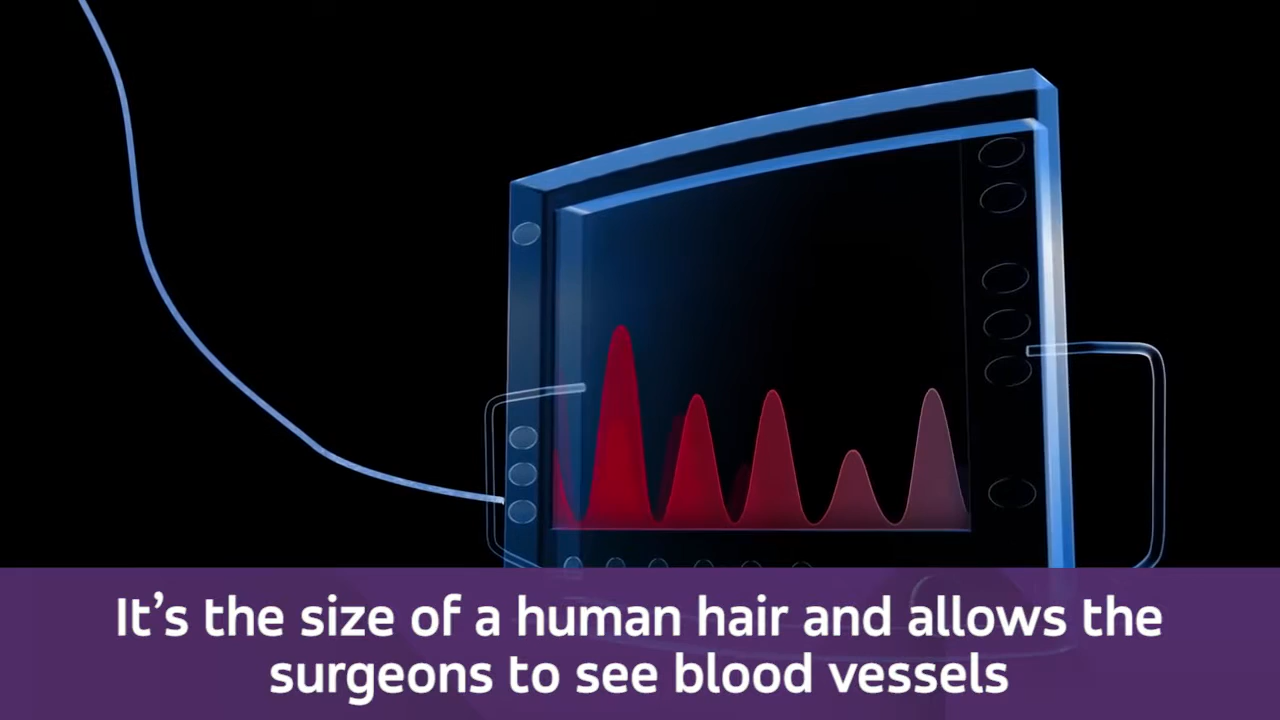 It’s the size of a human hair and allows the
surgeons to see blood vessels